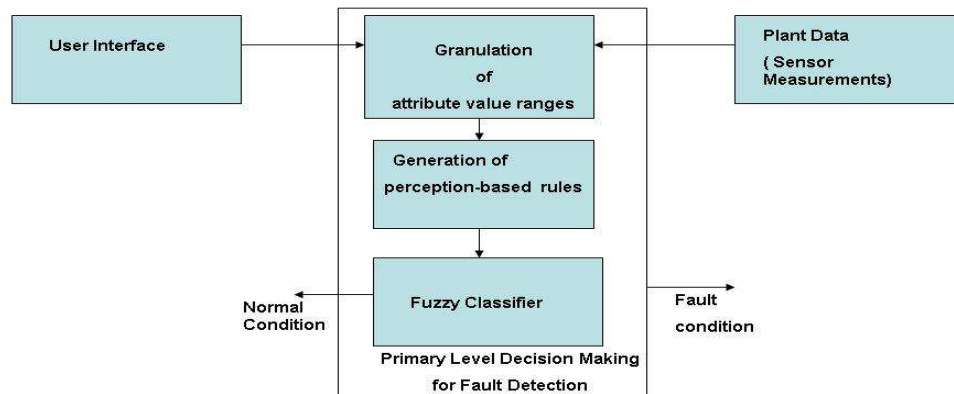 User Interface
Granulation
of
attribute value ranges
Plant Data
( Sensor
Measurements)
Generation of
perception-based rules
Fuzzy Classifier
Normal
Condition
Fault
condition
Primary Level Decision Making
for Fault Detection